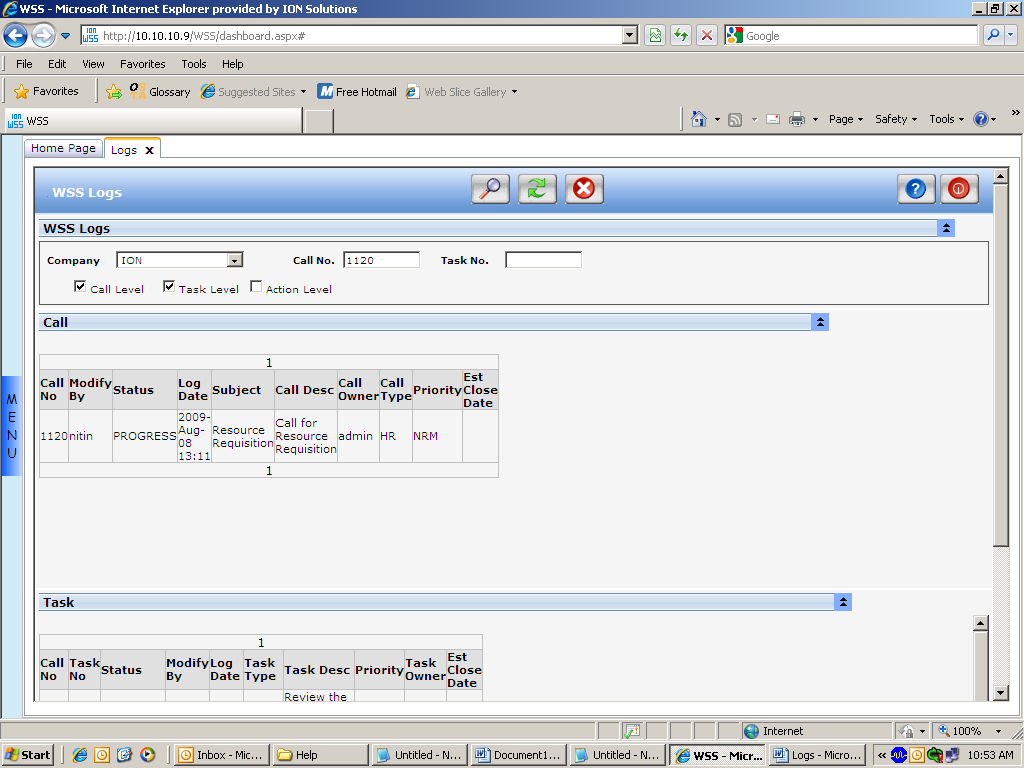 WSS - Microsoft Internet Explorer provided by ION Solutions
ION WSS http://10.10.10.9/WSS/dashboard.aspx# Google
File Edit View Favorites Tools Help
Favorites Glossary Suggested Sites Free Hotmail Web Slice Gallery
ION WSS WSS Page Safety Tools »
Home Page Logs x
WSS Logs
WSS Logs
Company ION Call No. 1120 Task No.
Call Level Task Level Action Level
Call
1
Call No Modify By Status Log Date Subject Call Desc Call Owner Call Type Priority Est Close Date
1120 nitin PROGRESS 2009-Aug-08 13:11 Resource Requisition Call for Resource Requisition admin HR NRM
1
MENU
Task
1
Call No Task No Status Modify By Log Date Task Type Task Desc Priority Task Owner Est Close Date
Review the
Internet 100%
Start Inbox - Mic... Help Untitled - N... Document1... Untitled - N... WSS - Micr... Logs - Micro... « 10:53 AM